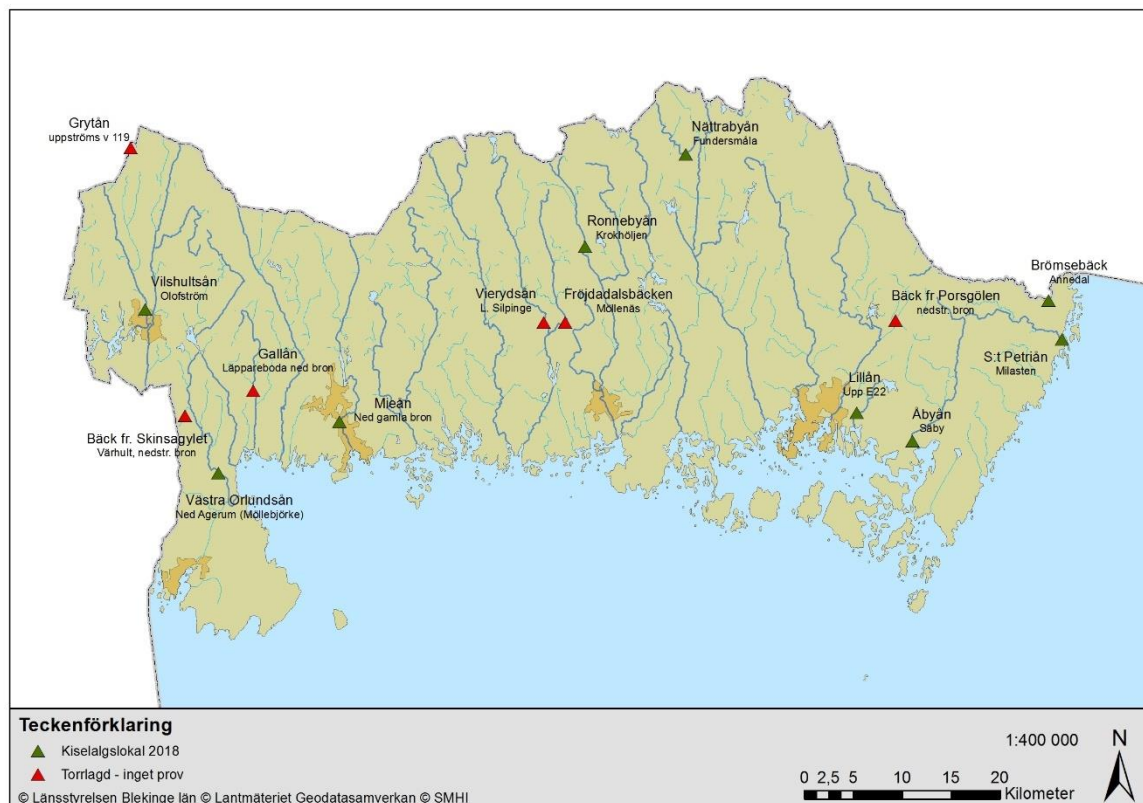 Grytån
uppströms v 119
Nättrabyån
Fundersmåla
Ronnebyån
Krokhöljen
Brömsebäck
Annedal
Vilshultsån
Olofström
Vierydsån
L. Silpinge
Fröjdadalsbäcken
Möllenäs
Bäck fr Porsgölen
nedstr. bron
S:t Petriån
Milasten
Gallån
Läppareboda ned bron
Mieån
Ned gamla bron
Lillån
Upp E22
Åbyån
Säby
Bäck fr. Skinsagylet
Värhult, nedstr. bron
Västra Orlundsån
Ned Agerum (Möllebjörke)
Teckenförklaring
Kiselalgslokal 2018
Torrlagd - inget prov
© Länsstyrelsen Blekinge län © Lantmäteriet Geodatasamverkan © SMHI
1:400 000
N
0 2,5 5 10 15 20
Kilometer